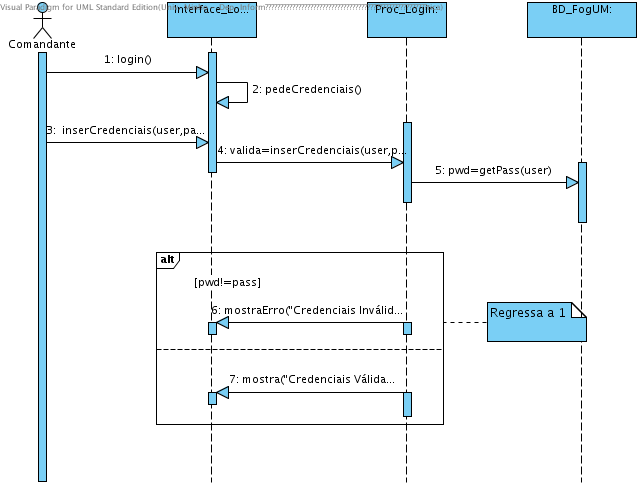 Visual Paradigm for UML Standard Edition(
Interface_Lo...
Proc_Login:
BD_FogUM:
Comandante
1: login()
2: pedeCredenciais()
3: inserCredenciais(user,pa...
4: valida=inserCredenciais(user,p...
5: pwd=getPass(user)
alt
[pwd!=pass]
6: mostraErro("Credenciais Inválid...
Regressa a 1
7: mostra("Credenciais Válida...